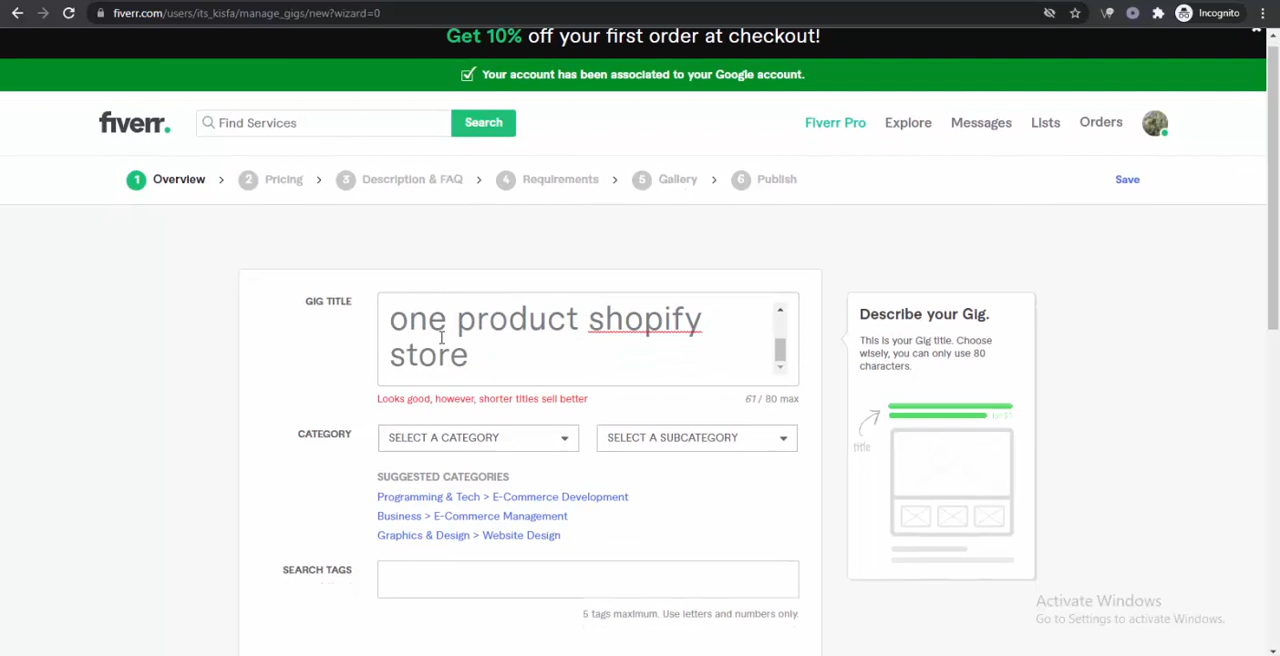 fiverr.com/users/its_kisfa/manage_gigs/new?wizard=0
Incognito
Get 10% off your first order at checkout!
Your account has been associated to your Google account.
fiverr.
Find Services
Search
Fiverr Pro
Explore
Messages
Lists
Orders
1 Overview
2 Pricing
3 Description & FAQ
4 Requirements
5 Gallery
6 Publish
Save
GIG TITLE
one product shopify
store
Looks good, however, shorter titles sell better
61 / 80 max
Describe your Gig.
This is your Gig title. Choose
wisely, you can only use 80
characters.
title
CATEGORY
SELECT A CATEGORY
SELECT A SUBCATEGORY
SUGGESTED CATEGORIES
Programming & Tech > E-Commerce Development
Business > E-Commerce Management
Graphics & Design > Website Design
SEARCH TAGS
5 tags maximum. Use letters and numbers only.
Activate Windows
Go to Settings to activate Windows.